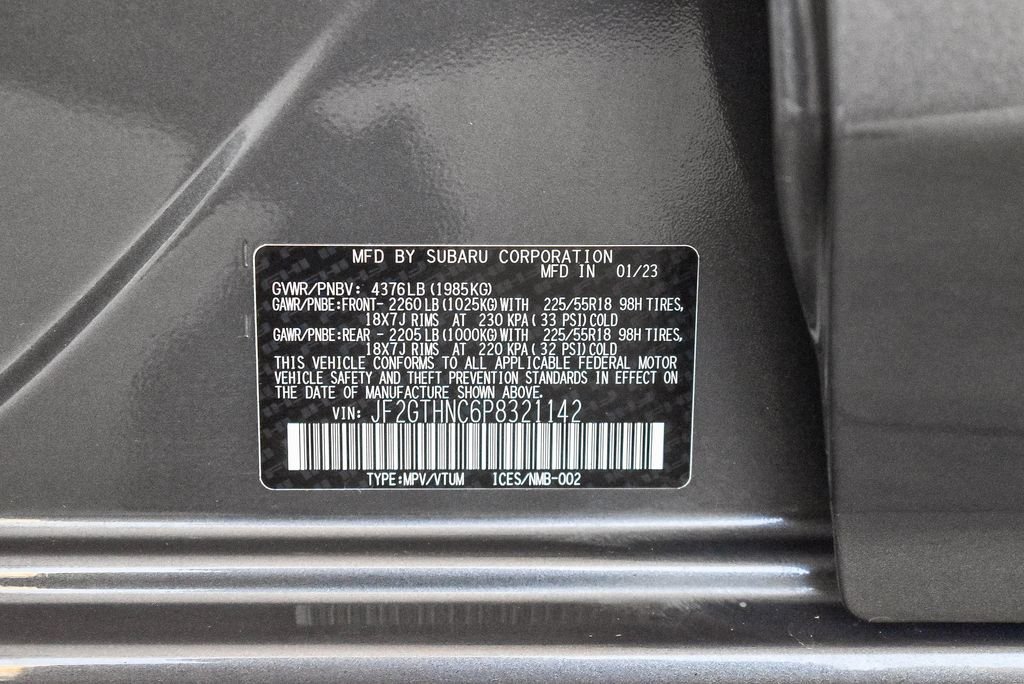 MFD BY SUBARU CORPORATION
MFD IN 01/23
GVWR/PNBV: 4376LB(1985KG)
GAWR/PNBE:FRONT- 2260LB(1025KG)WITH 225/55R18 98H TIRES,
18X7J RIMS AT 230 KPA( 33 PSI)COLD
GAWR/PNBE:REAR - 2205LB(1000KG)WITH 225/55R18 98H TIRES,
18X7J RIMS AT 220 KPA( 32 PSI)COLD
THIS VEHICLE CONFORMS TO ALL APPLICABLE FEDERAL MOTOR
VEHICLE SAFETY AND THEFT PREVENTION STANDARDS IN EFFECT ON
THE DATE OF MANUFACTURE SHOWN ABOVE.
VIN: JF2GTHNC6P8321142
TYPE:MPV/VTUM ICES/NMB-002